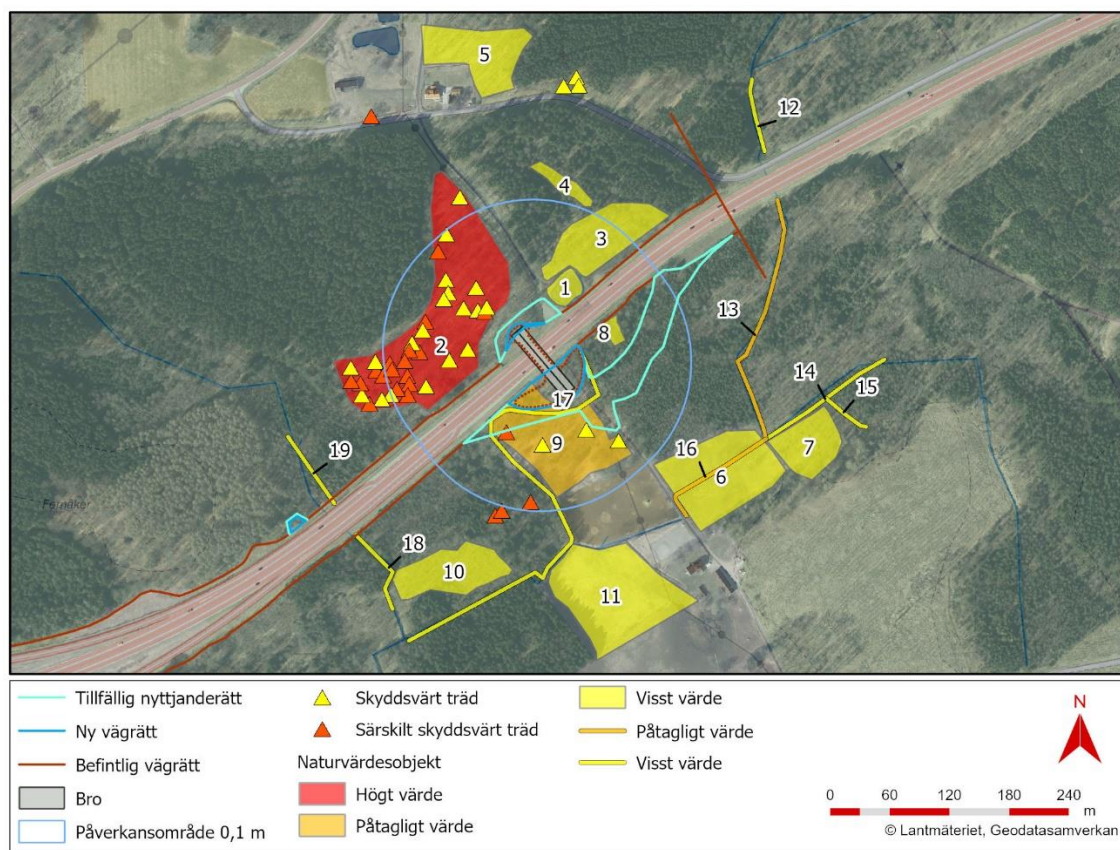 5
12
4
3
1
13
8
2
14
15
17
7
9
16
6
19
18
10
11
Tillfällig nyttjanderätt
Ny vägrätt
Befintlig vägrätt
Bro
Påverkansområde 0,1 m
Skyddsvärt träd
Särskilt skyddsvärt träd
Naturvärdesobjekt
Högt värde
Påtagligt värde
Visst värde
Påtagligt värde
Visst värde
N
0 60 120 180 240
m
© Lantmäteriet, Geodatasamverkan